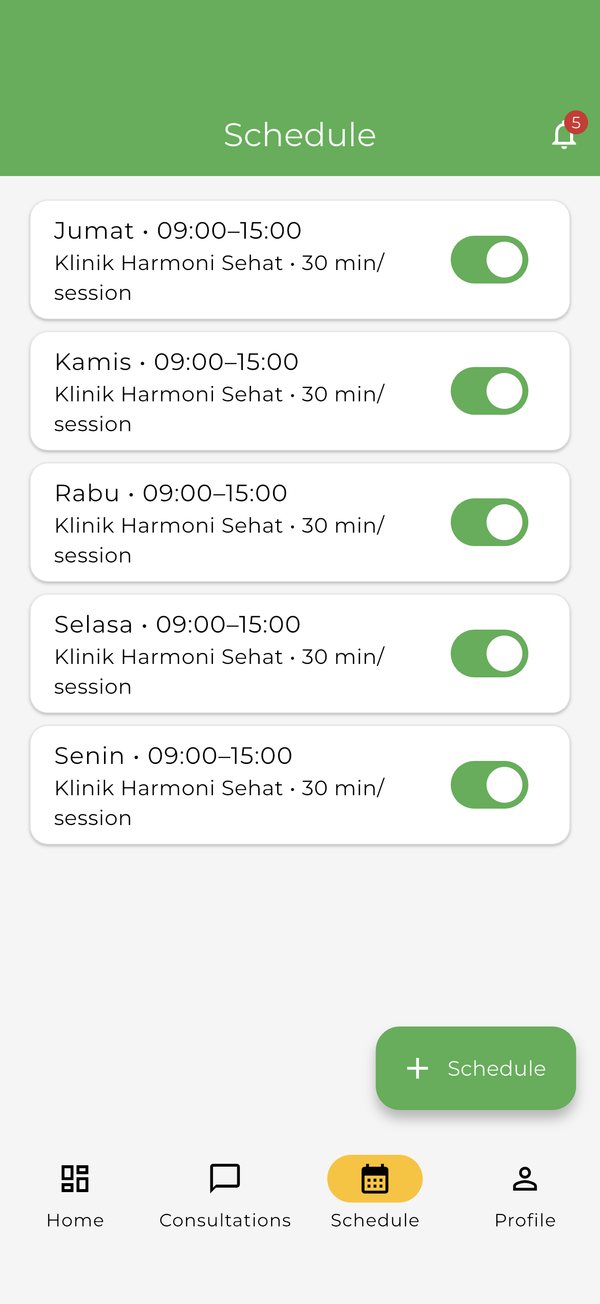 Schedule
5
Jumat • 09:00–15:00
Klinik Harmoni Sehat • 30 min/
session
Kamis • 09:00–15:00
Klinik Harmoni Sehat • 30 min/
session
Rabu • 09:00–15:00
Klinik Harmoni Sehat • 30 min/
session
Selasa • 09:00–15:00
Klinik Harmoni Sehat • 30 min/
session
Senin • 09:00–15:00
Klinik Harmoni Sehat • 30 min/
session
+ Schedule
Home
Consultations
Schedule
Profile